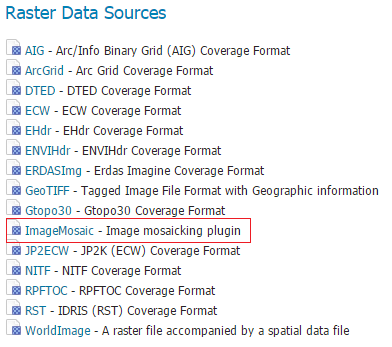 Raster Data Sources
AIG - Arc/Info Binary Grid (AIG) Coverage Format
ArcGrid - Arc Grid Coverage Format
DTED - DTED Coverage Format
ECW - ECW Coverage Format
EHdr - EHdr Coverage Format
ENVIHdr - ENVIHdr Coverage Format
ERDASImg - Erdas Imagine Coverage Format
GeoTIFF - Tagged Image File Format with Geographic information
Gtopo30 - Gtopo30 Coverage Format
ImageMosaic - Image mosaicking plugin
JP2ECW - JP2K (ECW) Coverage Format
NITF - NITF Coverage Format
RPFTOC - RPFTOC Coverage Format
RST - IDRIS (RST) Coverage Format
WorldImage - A raster file accompanied by a spatial data file